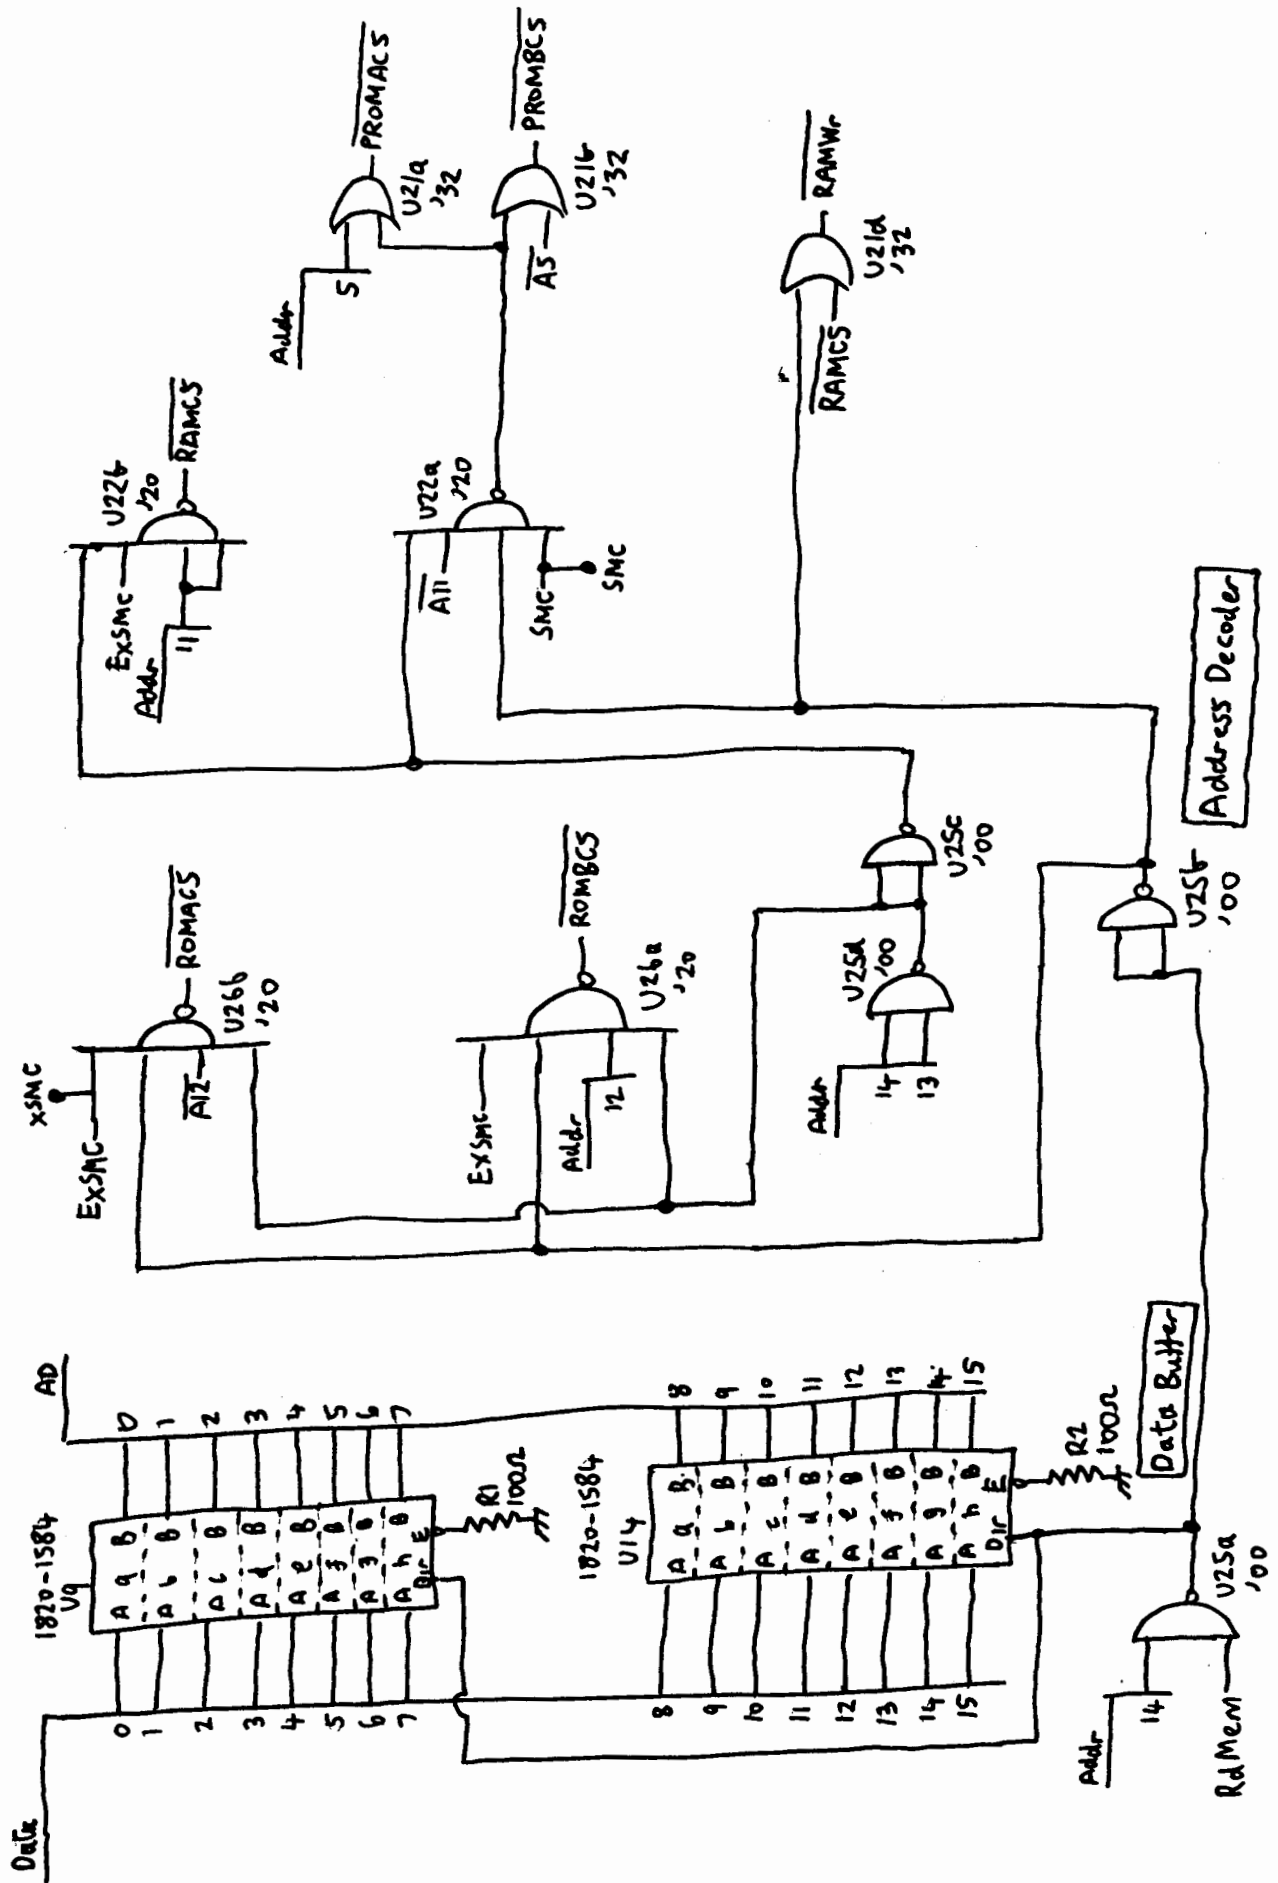 Data
AD
1820-1584
U9
0 A a B 0
1 A b B 1
2 A c B 2
3 A d B 3
4 A e B 4
5 A f B 5
6 A g B 6
7 A h B 7
Dir E
R1
100Ω
1820-1584
U14
8 A a B 8
9 A b B 9
10 A c B 10
11 A d B 11
12 A e B 12
13 A f B 13
14 A g B 14
15 A h B 15
Dir E
R2
100Ω
Data Buffer
Addr
14
RdMem
U25a
'00
xSMC
ExSMC
A12
U26b
'20
ROMACS
ExSMC
Addr
12
U26a
'20
ROMBCS
Addr
14
13
U25d
'00
U25c
'00
U25b
'00
ExSMC
Addr
11
U22b
'20
RAMCS
A11
SMC
SMC
U22a
'20
Addr
5
U21a
'32
PROMACS
A5
U21b
'32
PROMBCS
RAMCS
U21d
'32
RAMWr
Address Decoder